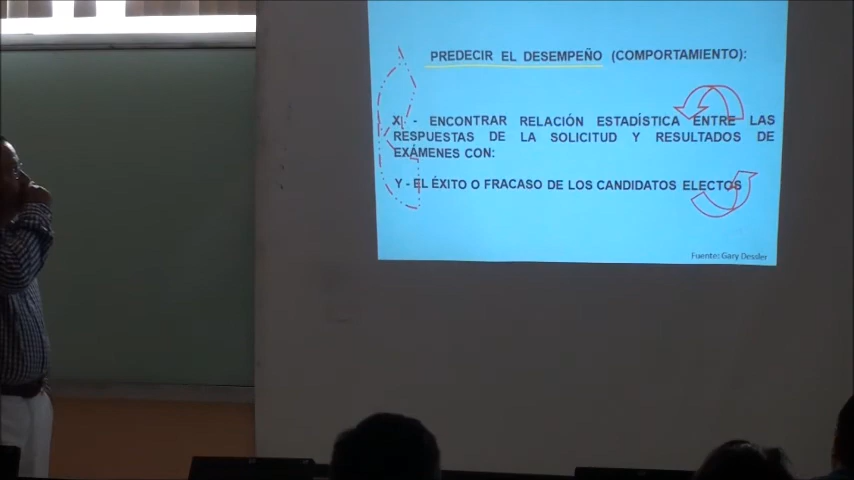 PREDECIR EL DESEMPEÑO (COMPORTAMIENTO):
X - ENCONTRAR RELACIÓN ESTADÍSTICA ENTRE LAS
RESPUESTAS DE LA SOLICITUD Y RESULTADOS DE
EXÁMENES CON:
Y - EL ÉXITO O FRACASO DE LOS CANDIDATOS ELECTOS
Fuente: Gary Dessler